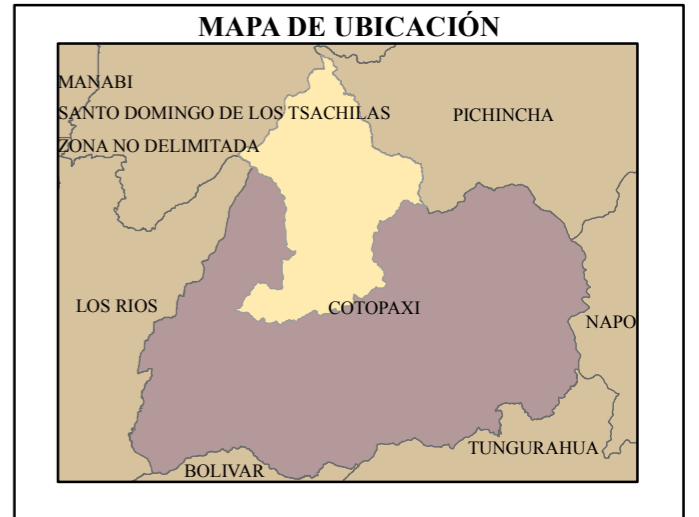 MAPA DE UBICACIÓN
MANABI
SANTO DOMINGO DE LOS TSACHILAS
PICHINCHA
ZONA NO DELIMITADA
LOS RIOS
COTOPAXI
NAPO
TUNGURAHUA
BOLIVAR